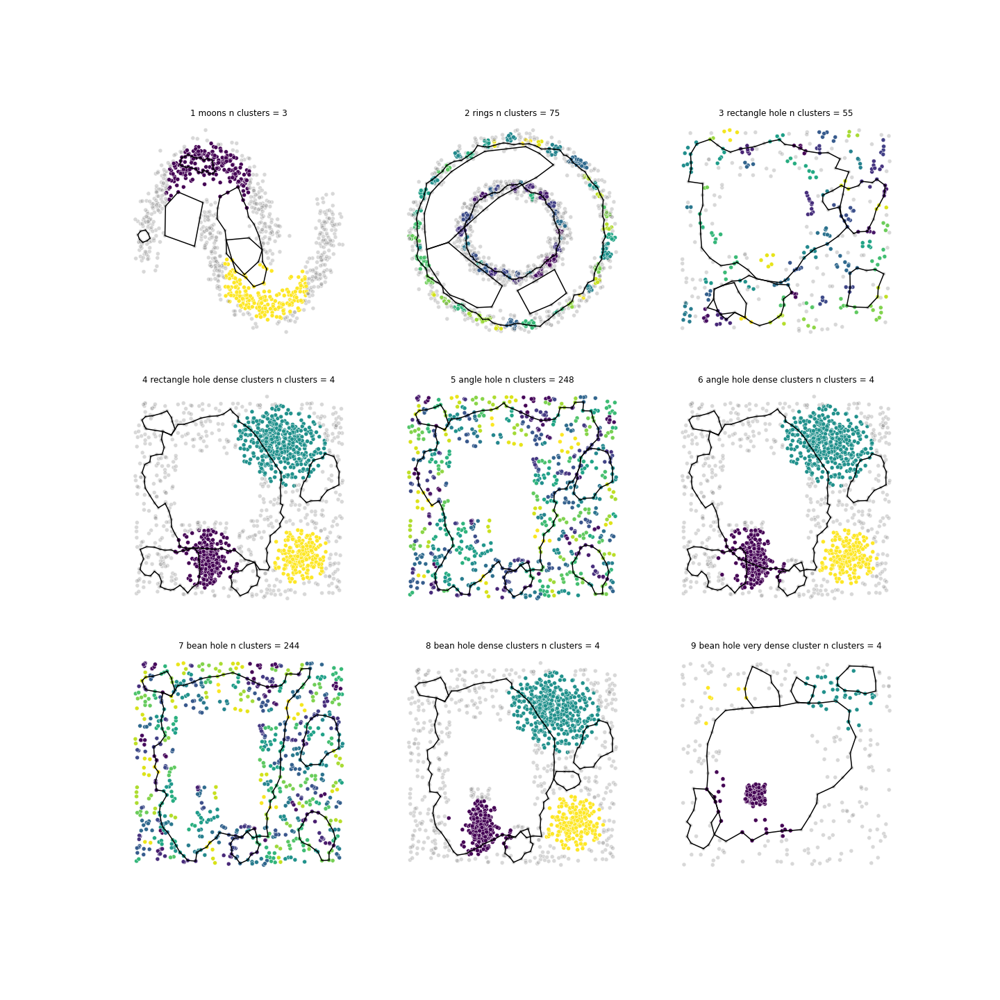 1 moons n clusters = 3
2 rings n clusters = 75
3 rectangle hole n clusters = 55
4 rectangle hole dense clusters n clusters = 4
5 angle hole n clusters = 248
6 angle hole dense clusters n clusters = 4
7 bean hole n clusters = 244
8 bean hole dense clusters n clusters = 4
9 bean hole very dense cluster n clusters = 4